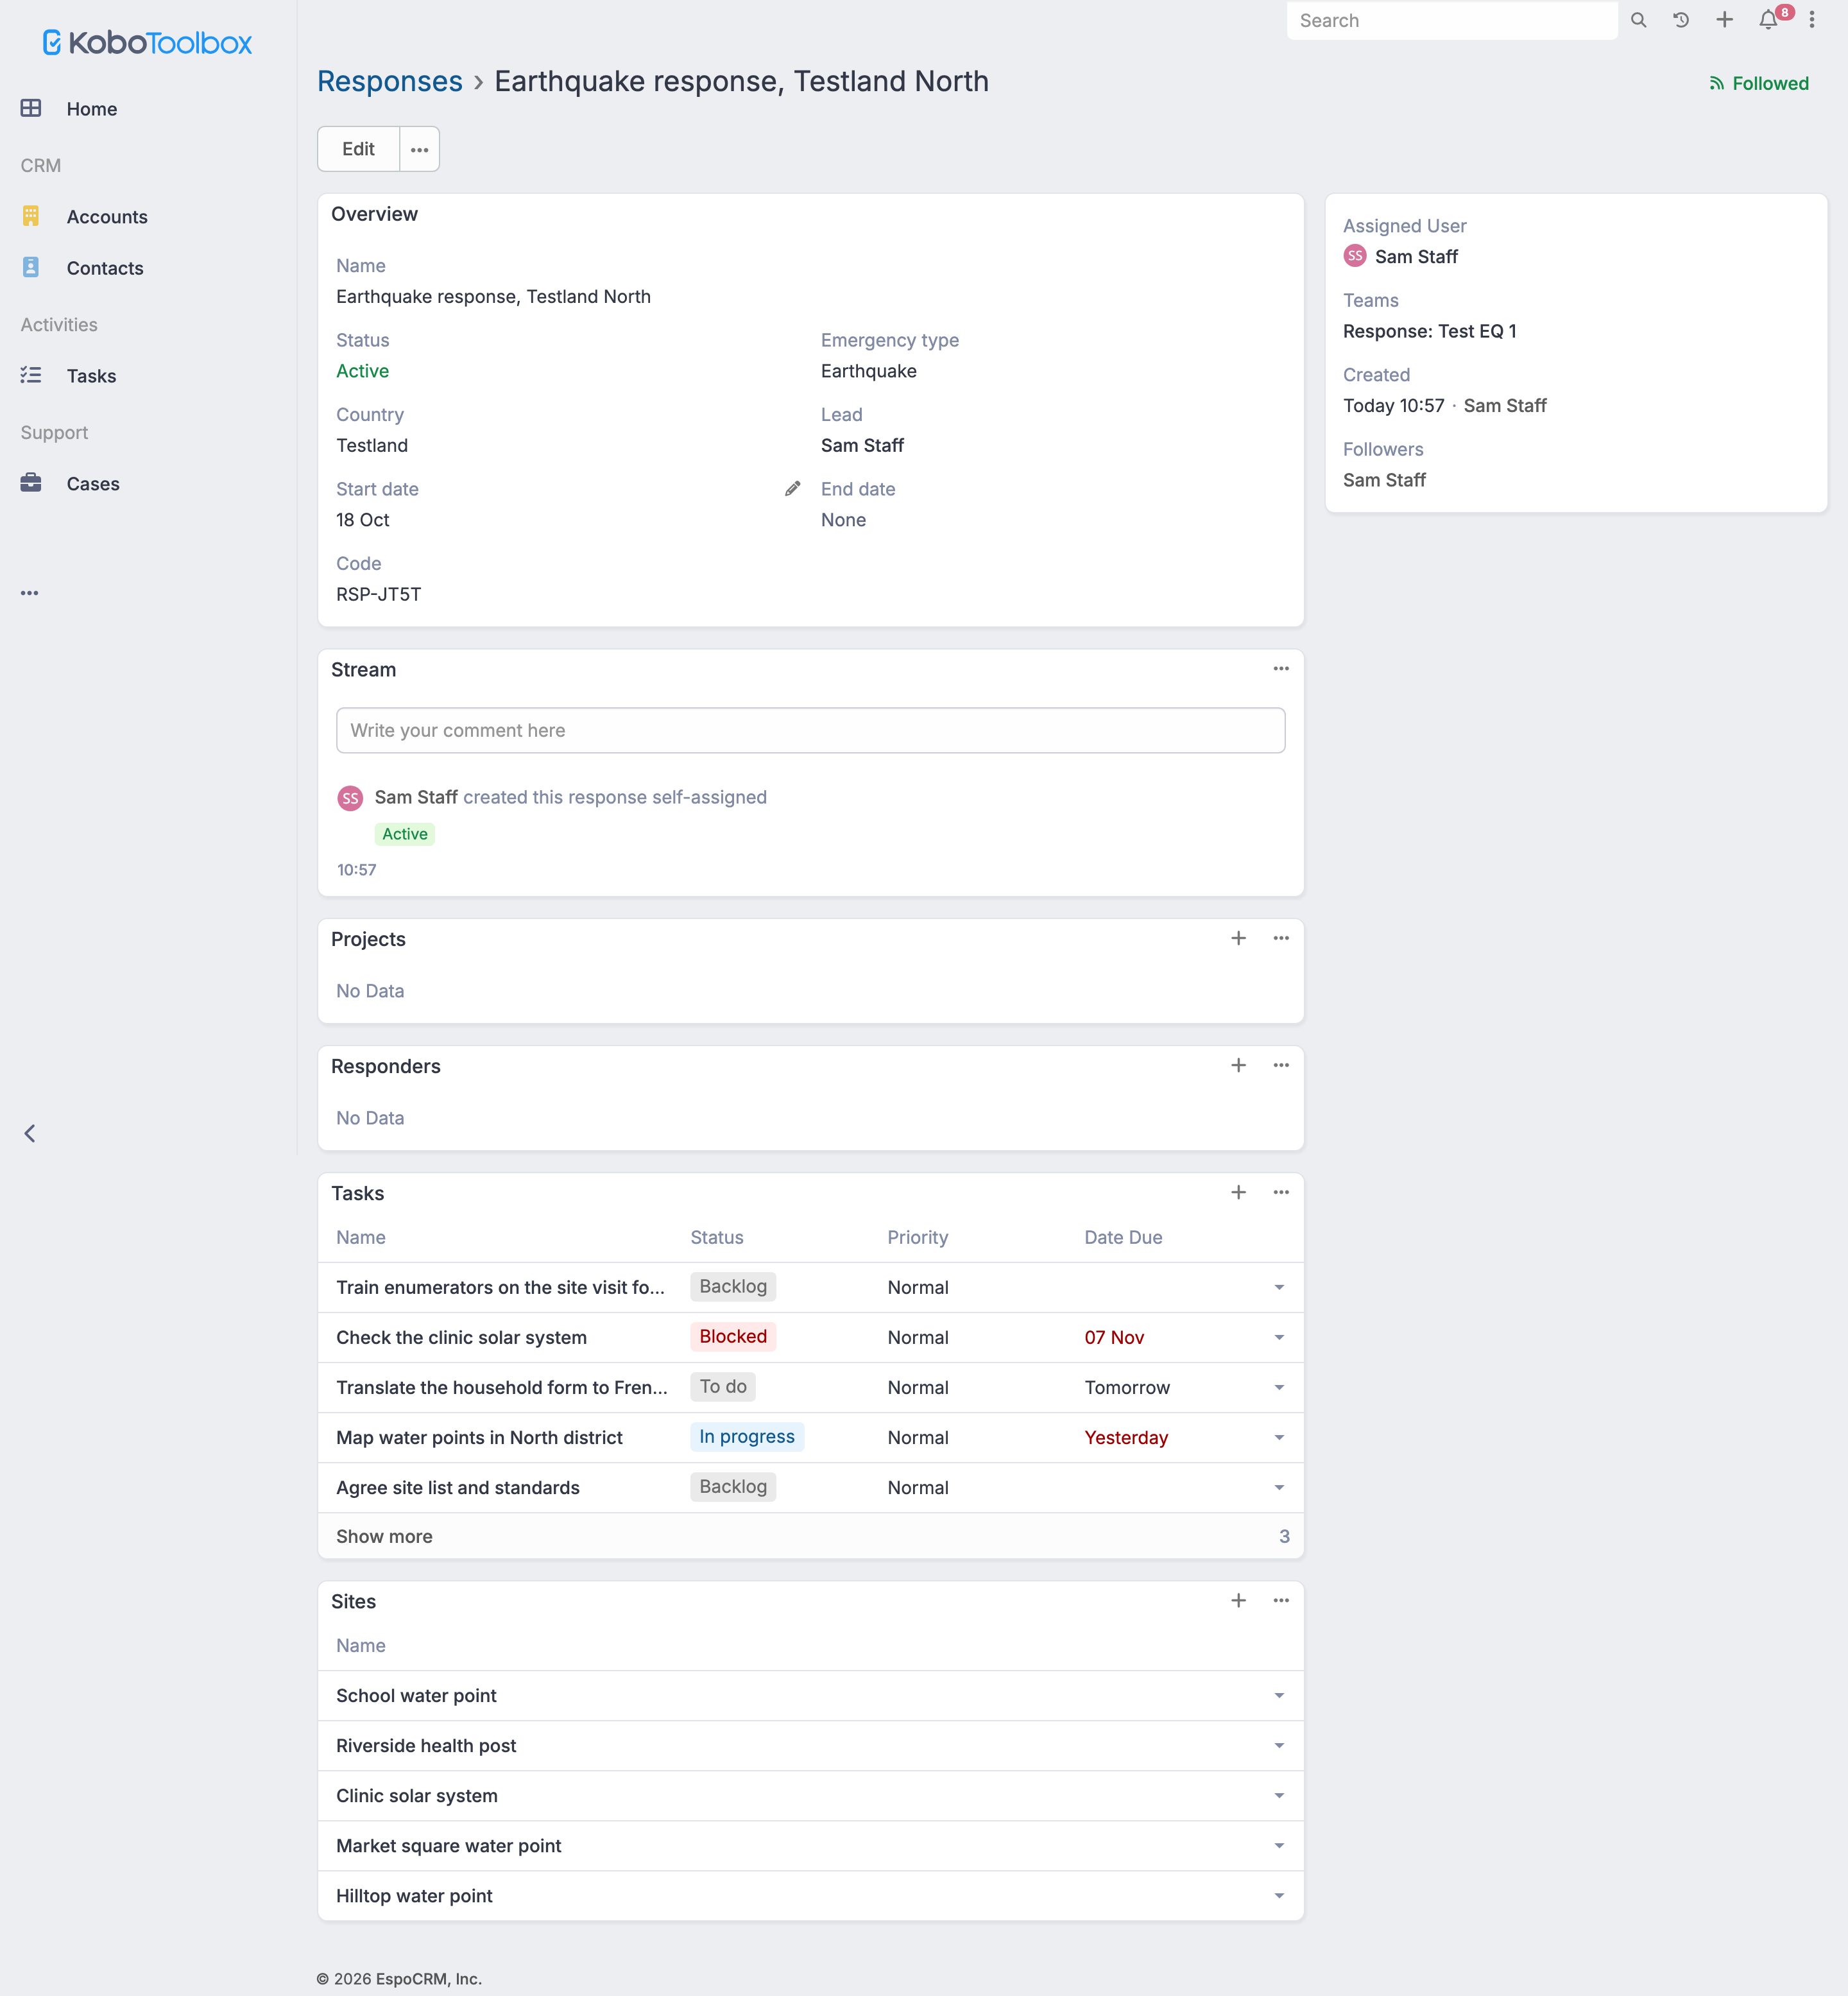 KoboToolbox
Search
8
Home
CRM
Accounts
Contacts
Activities
Tasks
Support
Cases
Responses › Earthquake response, Testland North
Followed
Edit
Overview
Name
Earthquake response, Testland North
Status
Emergency type
Active
Earthquake
Country
Lead
Testland
Sam Staff
Start date
End date
18 Oct
None
Code
RSP-JT5T
Assigned User
SS Sam Staff
Teams
Response: Test EQ 1
Created
Today 10:57 · Sam Staff
Followers
Sam Staff
Stream
Write your comment here
SS Sam Staff created this response self-assigned
Active
10:57
Projects
No Data
Responders
No Data
Tasks
Name Status Priority Date Due
Train enumerators on the site visit fo... Backlog Normal
Check the clinic solar system Blocked Normal 07 Nov
Translate the household form to Fren... To do Normal Tomorrow
Map water points in North district In progress Normal Yesterday
Agree site list and standards Backlog Normal
Show more 3
Sites
Name
School water point
Riverside health post
Clinic solar system
Market square water point
Hilltop water point
© 2026 EspoCRM, Inc.